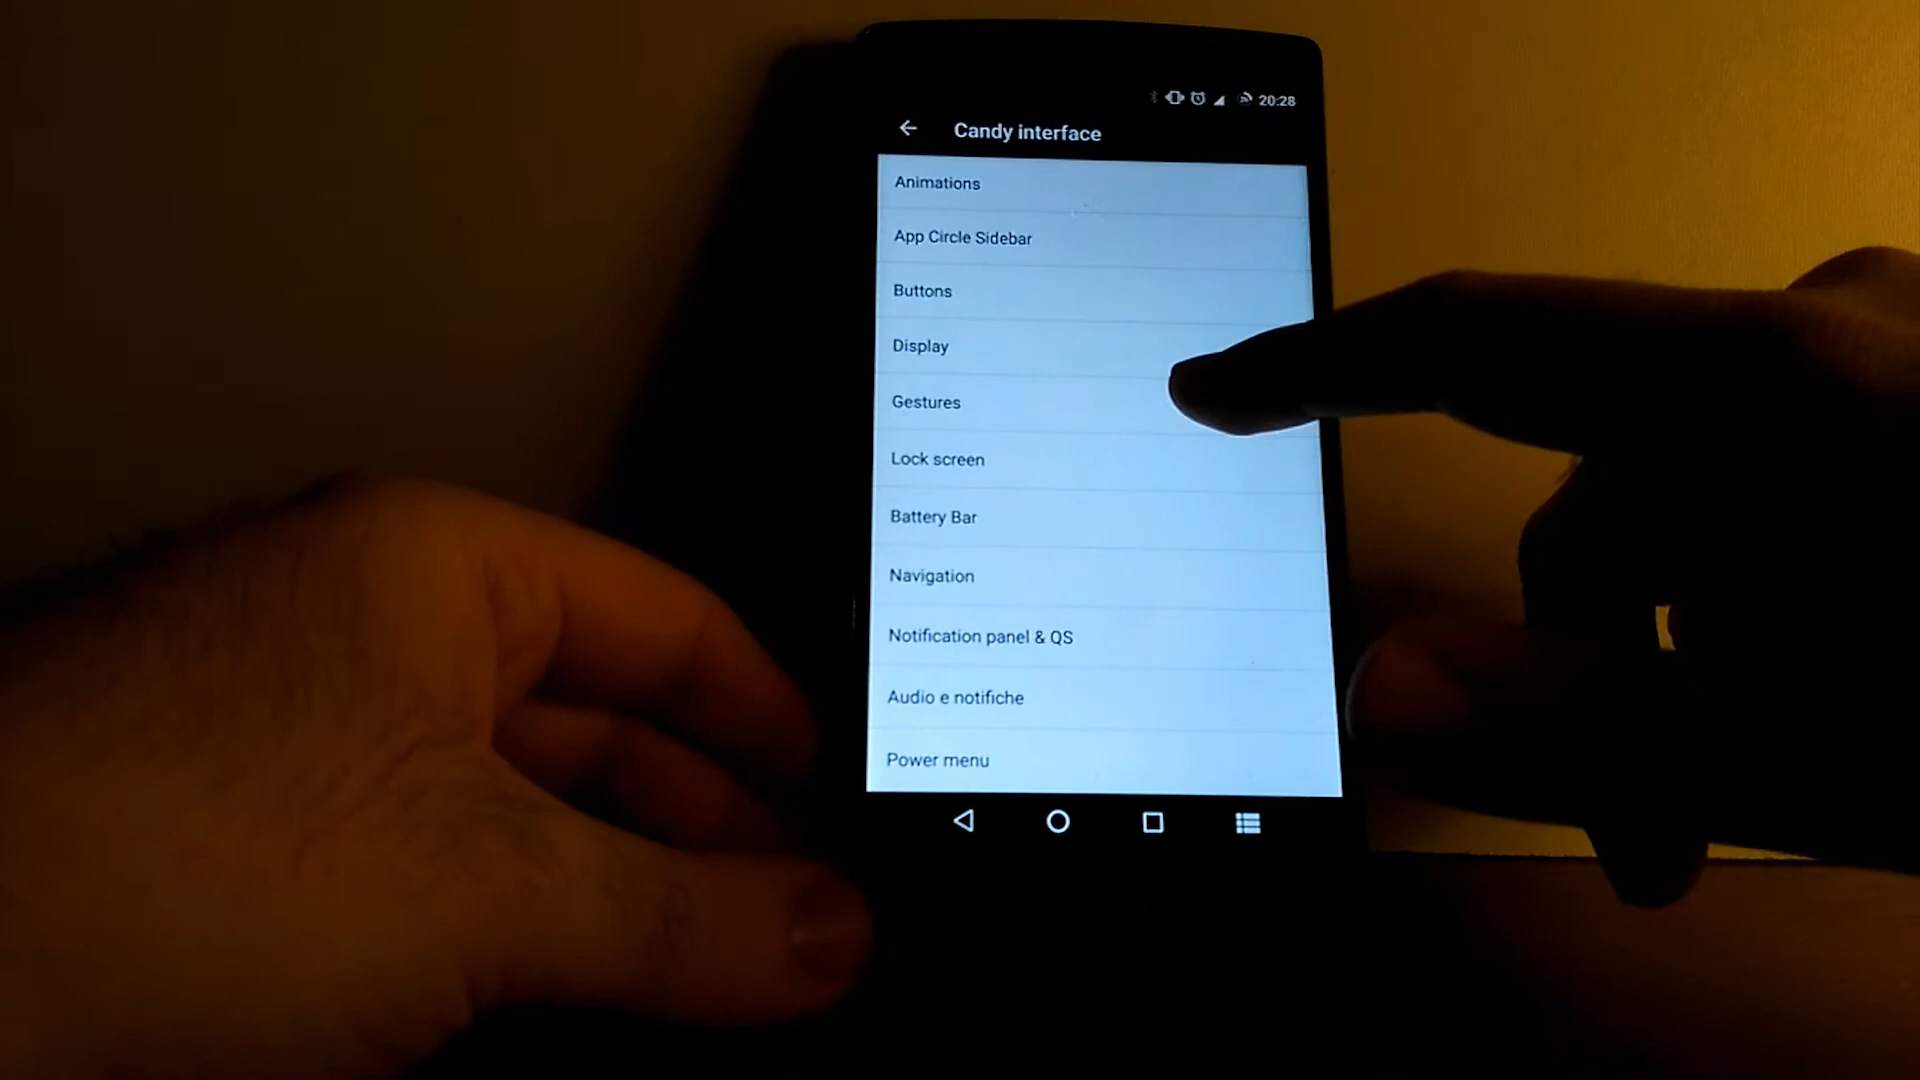 20:28
Candy interface
Animations
App Circle Sidebar
Buttons
Display
Gestures
Lock screen
Battery Bar
Navigation
Notification panel & QS
Audio e notifiche
Power menu